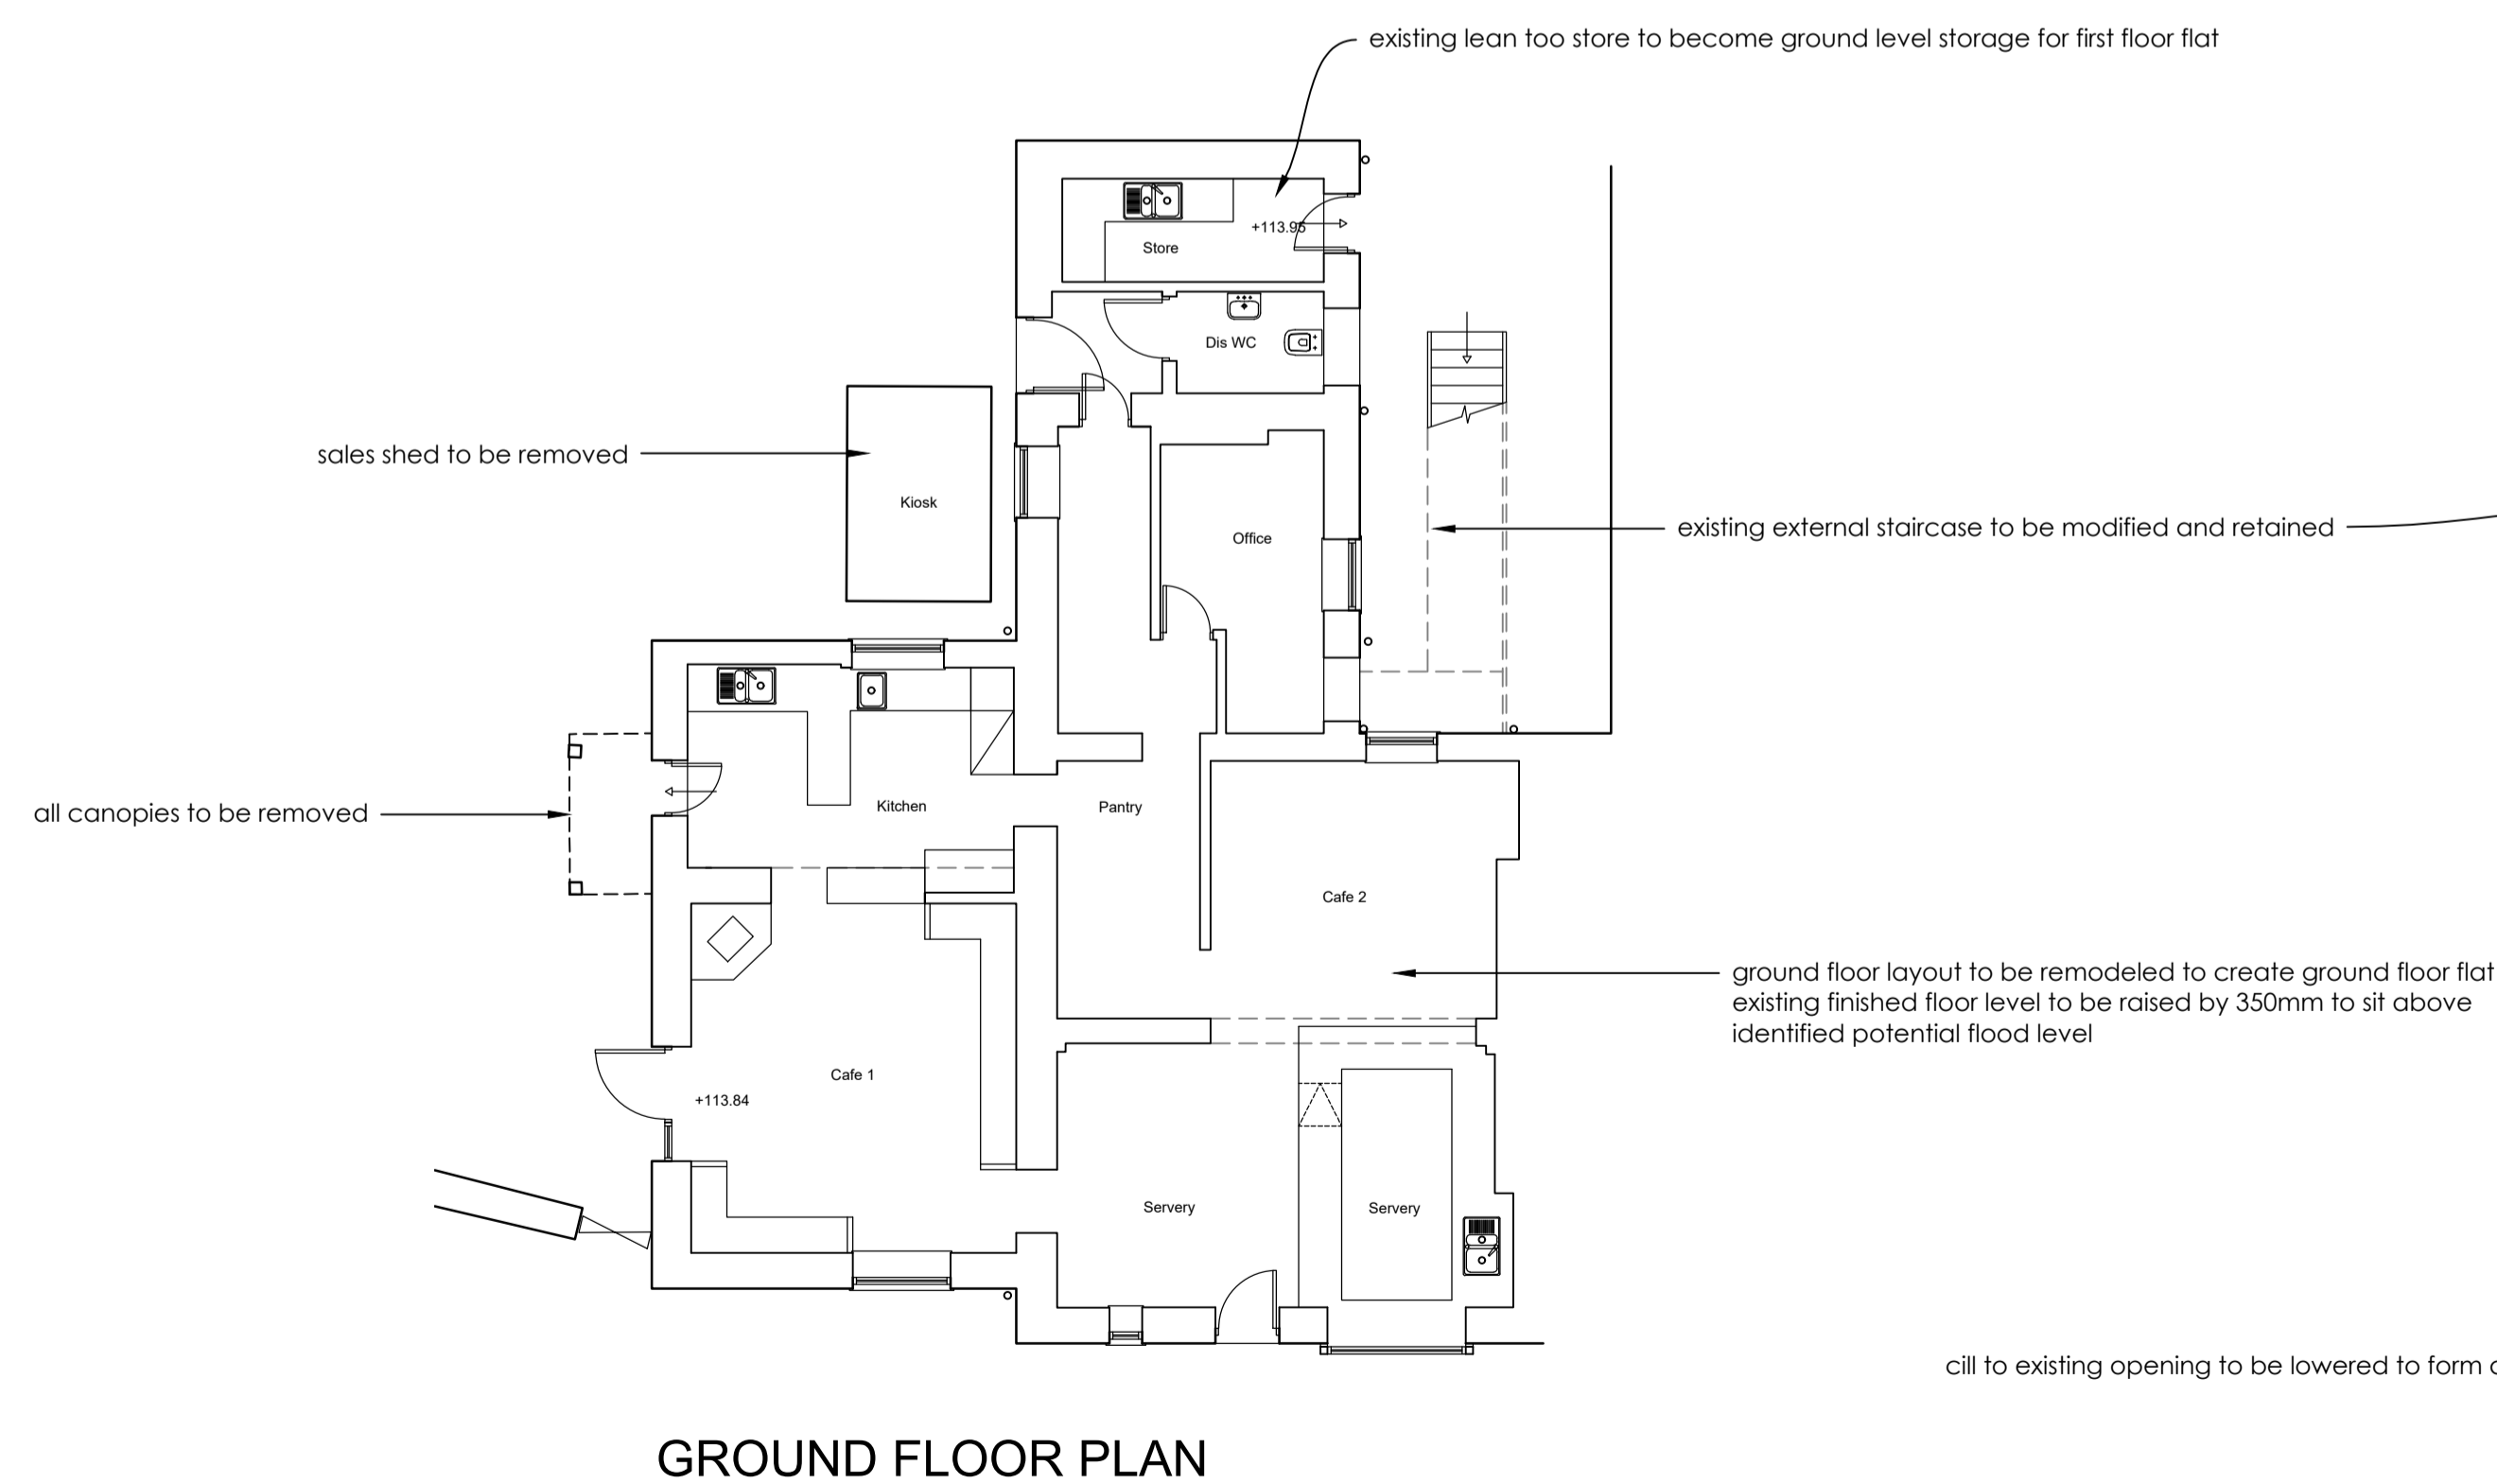 existing lean too store to become ground level storage for first floor flat
+113.95
Store
Dis WC
sales shed to be removed
Kiosk
Office
existing external staircase to be modified and retained
all canopies to be removed
Kitchen
Pantry
Cafe 2
ground floor layout to be remodeled to create ground floor flat
existing finished floor level to be raised by 350mm to sit above
identified potential flood level
Cafe 1
+113.84
Servery
Servery
cill to existing opening to be lowered to form
GROUND FLOOR PLAN